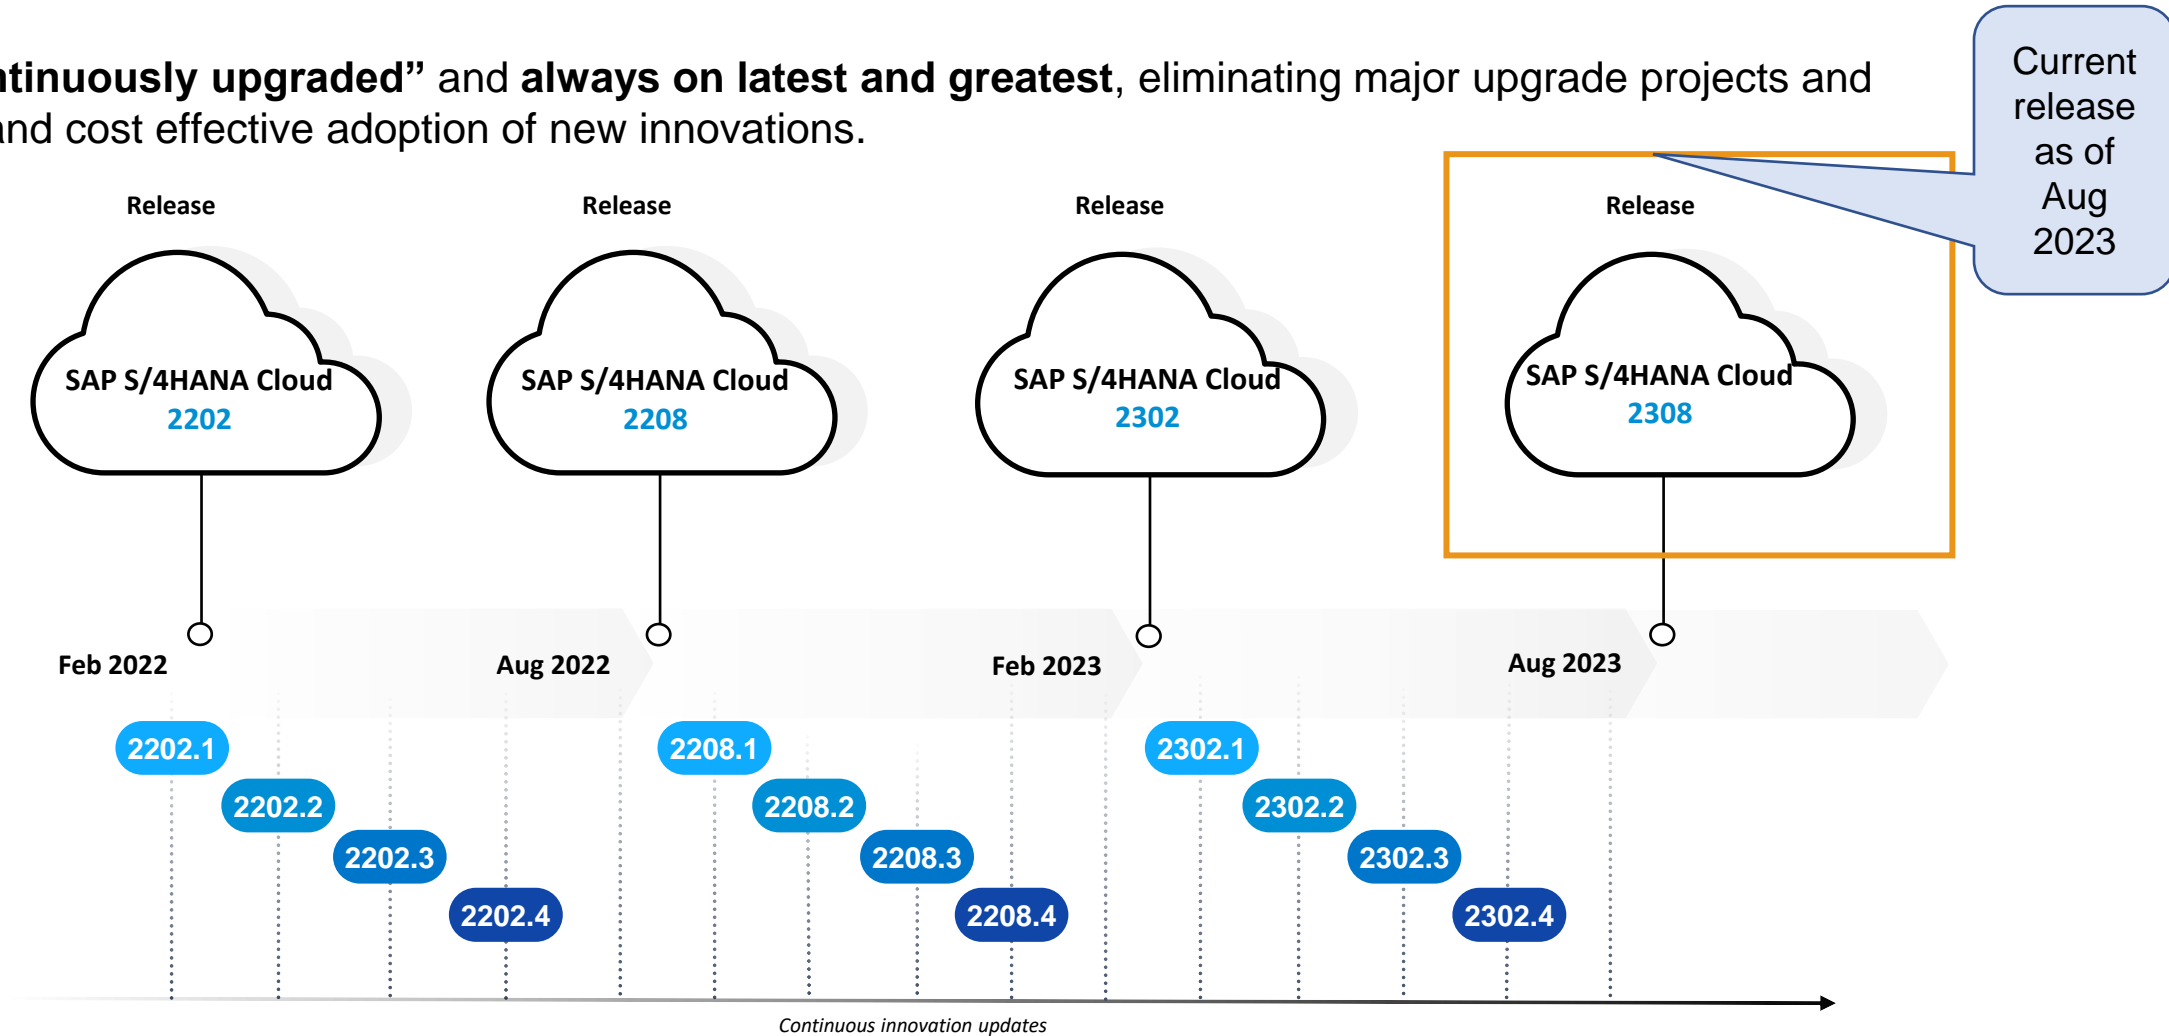 ntinuously upgraded” and always on latest and greatest, eliminating major upgrade projects and
and cost effective adoption of new innovations.
Current
release
as of
Aug
2023
Release
Release
Release
Release
SAP S/4HANA Cloud
2202
SAP S/4HANA Cloud
2208
SAP S/4HANA Cloud
2302
SAP S/4HANA Cloud
2308
Feb 2022
Aug 2022
Feb 2023
Aug 2023
2202.1
2202.2
2202.3
2202.4
2208.1
2208.2
2208.3
2208.4
2302.1
2302.2
2302.3
2302.4
Continuous innovation updates